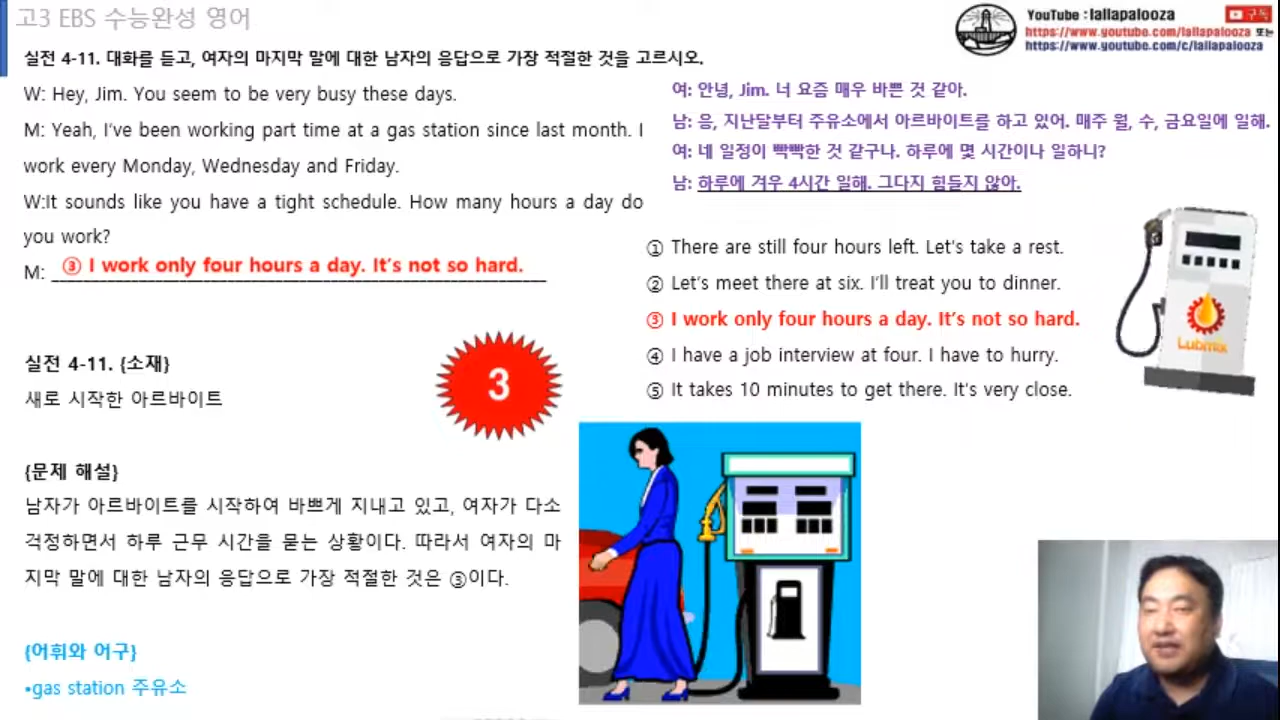 고3 EBS 수능완성 영어
YouTube : lallapalooza
구독
https://www.youtube.com/lallapalooza 또는
https://www.youtube.com/c/lallapalooza
실전 4-11. 대화를 듣고, 여자의 마지막 말에 대한 남자의 응답으로 가장 적절한 것을 고르시오.
W: Hey, Jim. You seem to be very busy these days.
M: Yeah, I've been working part time at a gas station since last month. I
work every Monday, Wednesday and Friday.
W:It sounds like you have a tight schedule. How many hours a day do
you work?
M: ③ I work only four hours a day. It's not so hard.
여: 안녕, Jim. 너 요즘 매우 바쁜 것 같아.
남: 응, 지난달부터 주유소에서 아르바이트를 하고 있어. 매주 월, 수, 금요일에 일해.
여: 네 일정이 빡빡한 것 같구나. 하루에 몇 시간이나 일하니?
남: 하루에 겨우 4시간 일해. 그다지 힘들지 않아.
① There are still four hours left. Let's take a rest.
② Let's meet there at six. I'll treat you to dinner.
③ I work only four hours a day. It's not so hard.
④ I have a job interview at four. I have to hurry.
⑤ It takes 10 minutes to get there. It's very close.
Lubmix
실전 4-11. {소재}
새로 시작한 아르바이트
3
{문제 해설}
남자가 아르바이트를 시작하여 바쁘게 지내고 있고, 여자가 다소
걱정하면서 하루 근무 시간을 묻는 상황이다. 따라서 여자의 마
지막 말에 대한 남자의 응답으로 가장 적절한 것은 ③이다.
{어휘와 어구}
•gas station 주유소